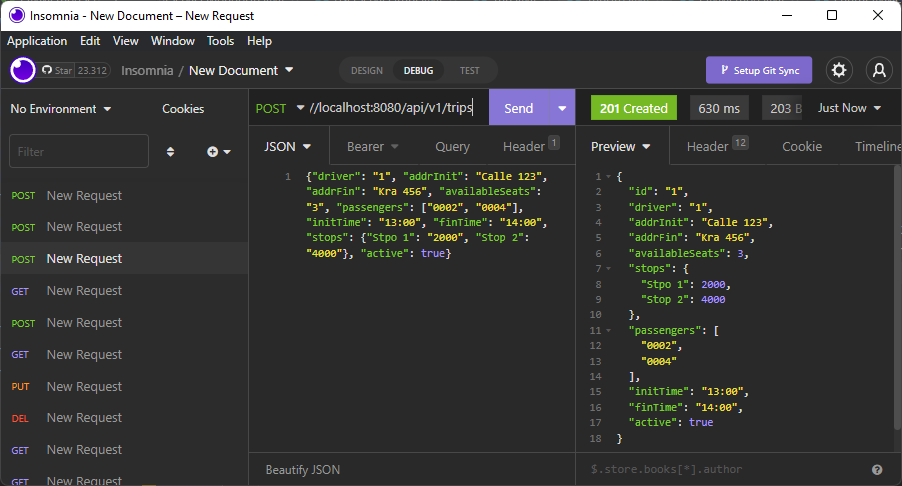 Insomnia - New Document – New Request
Application Edit View Window Tools Help
Star 23.312
Insomnia / New Document
DESIGN DEBUG TEST
Setup Git Sync
No Environment
Cookies
Filter
POST New Request
POST New Request
POST New Request
GET New Request
POST New Request
GET New Request
PUT New Request
DEL New Request
GET New Request
GET New Request
POST //localhost:8080/api/v1/trips Send
JSON Bearer Query Header 1
1 {"driver": "1", "addrInit": "Calle 123",
"addrFin": "Kra 456", "availableSeats":
"3", "passengers": ["0002", "0004"],
"initTime": "13:00", "finTime": "14:00",
"stops": {"Stpo 1": "2000", "Stop 2":
"4000"}, "active": true}
Beautify JSON
201 Created 630 ms 203 B Just Now
Preview Header 12 Cookie Timeline
1 {
2 "id": "1",
3 "driver": "1",
4 "addrInit": "Calle 123",
5 "addrFin": "Kra 456",
6 "availableSeats": 3,
7 "stops": {
8 "Stpo 1": 2000,
9 "Stop 2": 4000
10 },
11 "passengers": [
12 "0002",
13 "0004"
14 ],
15 "initTime": "13:00",
16 "finTime": "14:00",
17 "active": true
18 }
$.store.books[*].author